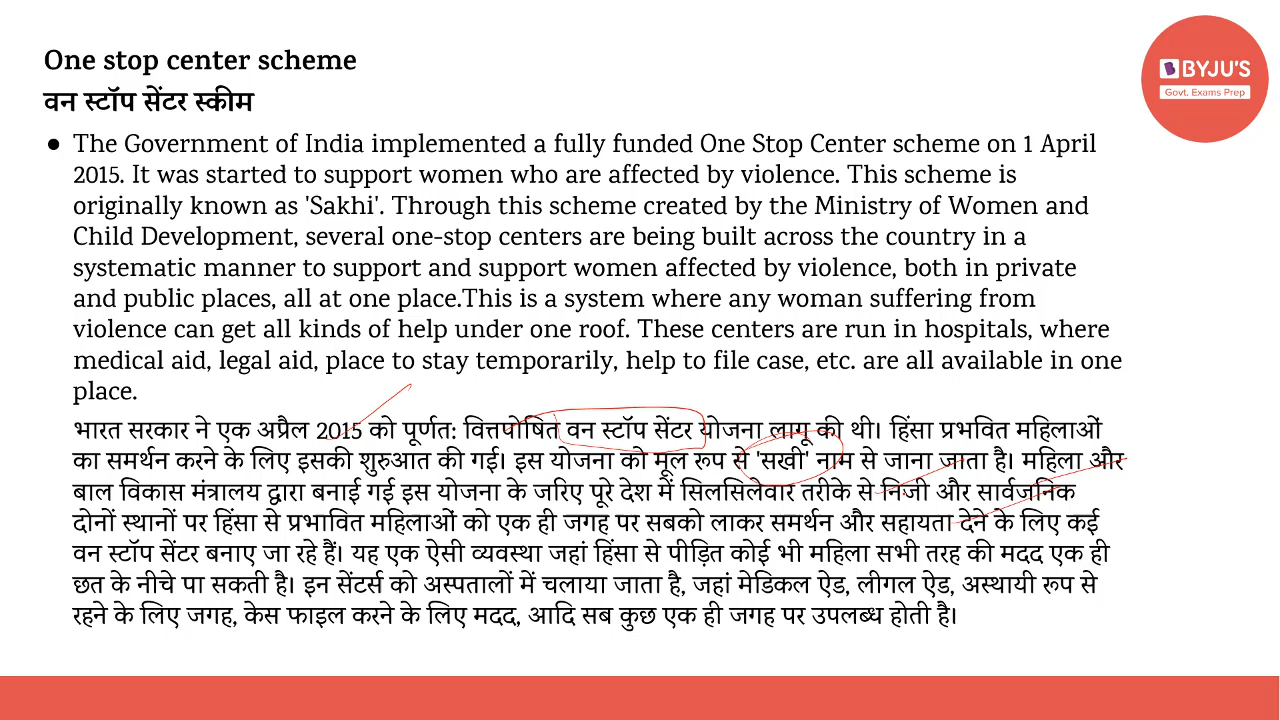 One stop center scheme
वन स्टॉप सेंटर स्कीम
BYJU'S
Govt. Exams Prep
● The Government of India implemented a fully funded One Stop Center scheme on 1 April
2015. It was started to support women who are affected by violence. This scheme is
originally known as 'Sakhi'. Through this scheme created by the Ministry of Women and
Child Development, several one-stop centers are being built across the country in a
systematic manner to support and support women affected by violence, both in private
and public places, all at one place.This is a system where any woman suffering from
violence can get all kinds of help under one roof. These centers are run in hospitals, where
medical aid, legal aid, place to stay temporarily, help to file case, etc. are all available in one
place.
भारत सरकार ने एक अप्रैल 2015 को पूर्णत: वित्तपोषित वन स्टॉप सेंटर योजना लागू की थी। हिंसा प्रभवित महिलाओं
का समर्थन करने के लिए इसकी शुरुआत की गई। इस योजना को मूल रूप से 'सखी' नाम से जाना जाता है। महिला और
बाल विकास मंत्रालय द्वारा बनाई गई इस योजना के जरिए पूरे देश में सिलसिलेवार तरीके से निजी और सार्वजनिक
दोनों स्थानों पर हिंसा से प्रभावित महिलाओं को एक ही जगह पर सबको लाकर समर्थन और सहायता देने के लिए कई
वन स्टॉप सेंटर बनाए जा रहे हैं। यह एक ऐसी व्यवस्था जहां हिंसा से पीड़ित कोई भी महिला सभी तरह की मदद एक ही
छत के नीचे पा सकती है। इन सेंटर्स को अस्पतालों में चलाया जाता है, जहां मेडिकल ऐड, लीगल ऐड, अस्थायी रूप से
रहने के लिए जगह, केस फाइल करने के लिए मदद, आदि सब कुछ एक ही जगह पर उपलब्ध होती है।